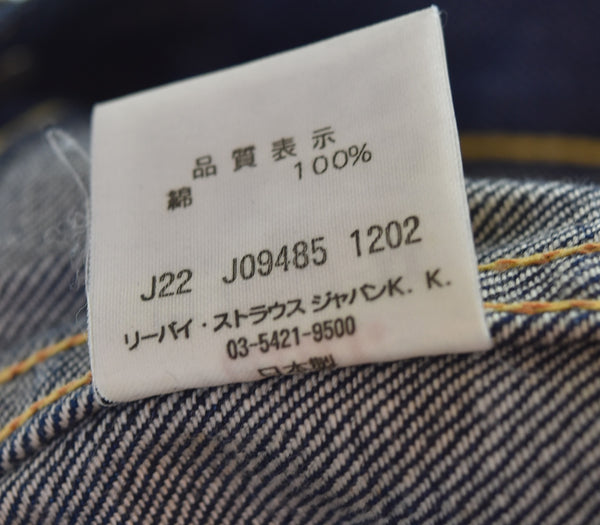 品質表示
綿 100%
J22 J09485 1202
リーバイ・ストラウス ジャパンK. K.
03-5421-9500
日本製